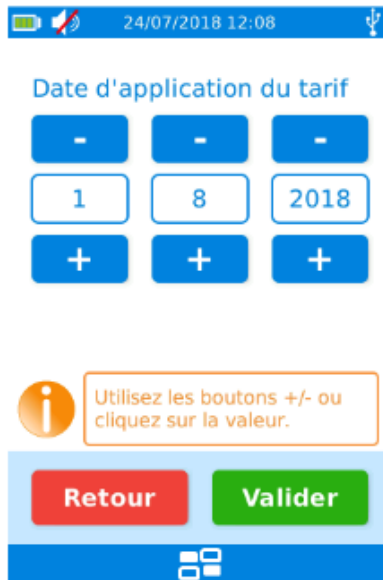 24/07/2018 12:08
Date d'application du tarif
- - -
1 8 2018
+ + +
Utilisez les boutons +/- ou
cliquez sur la valeur.
Retour Valider